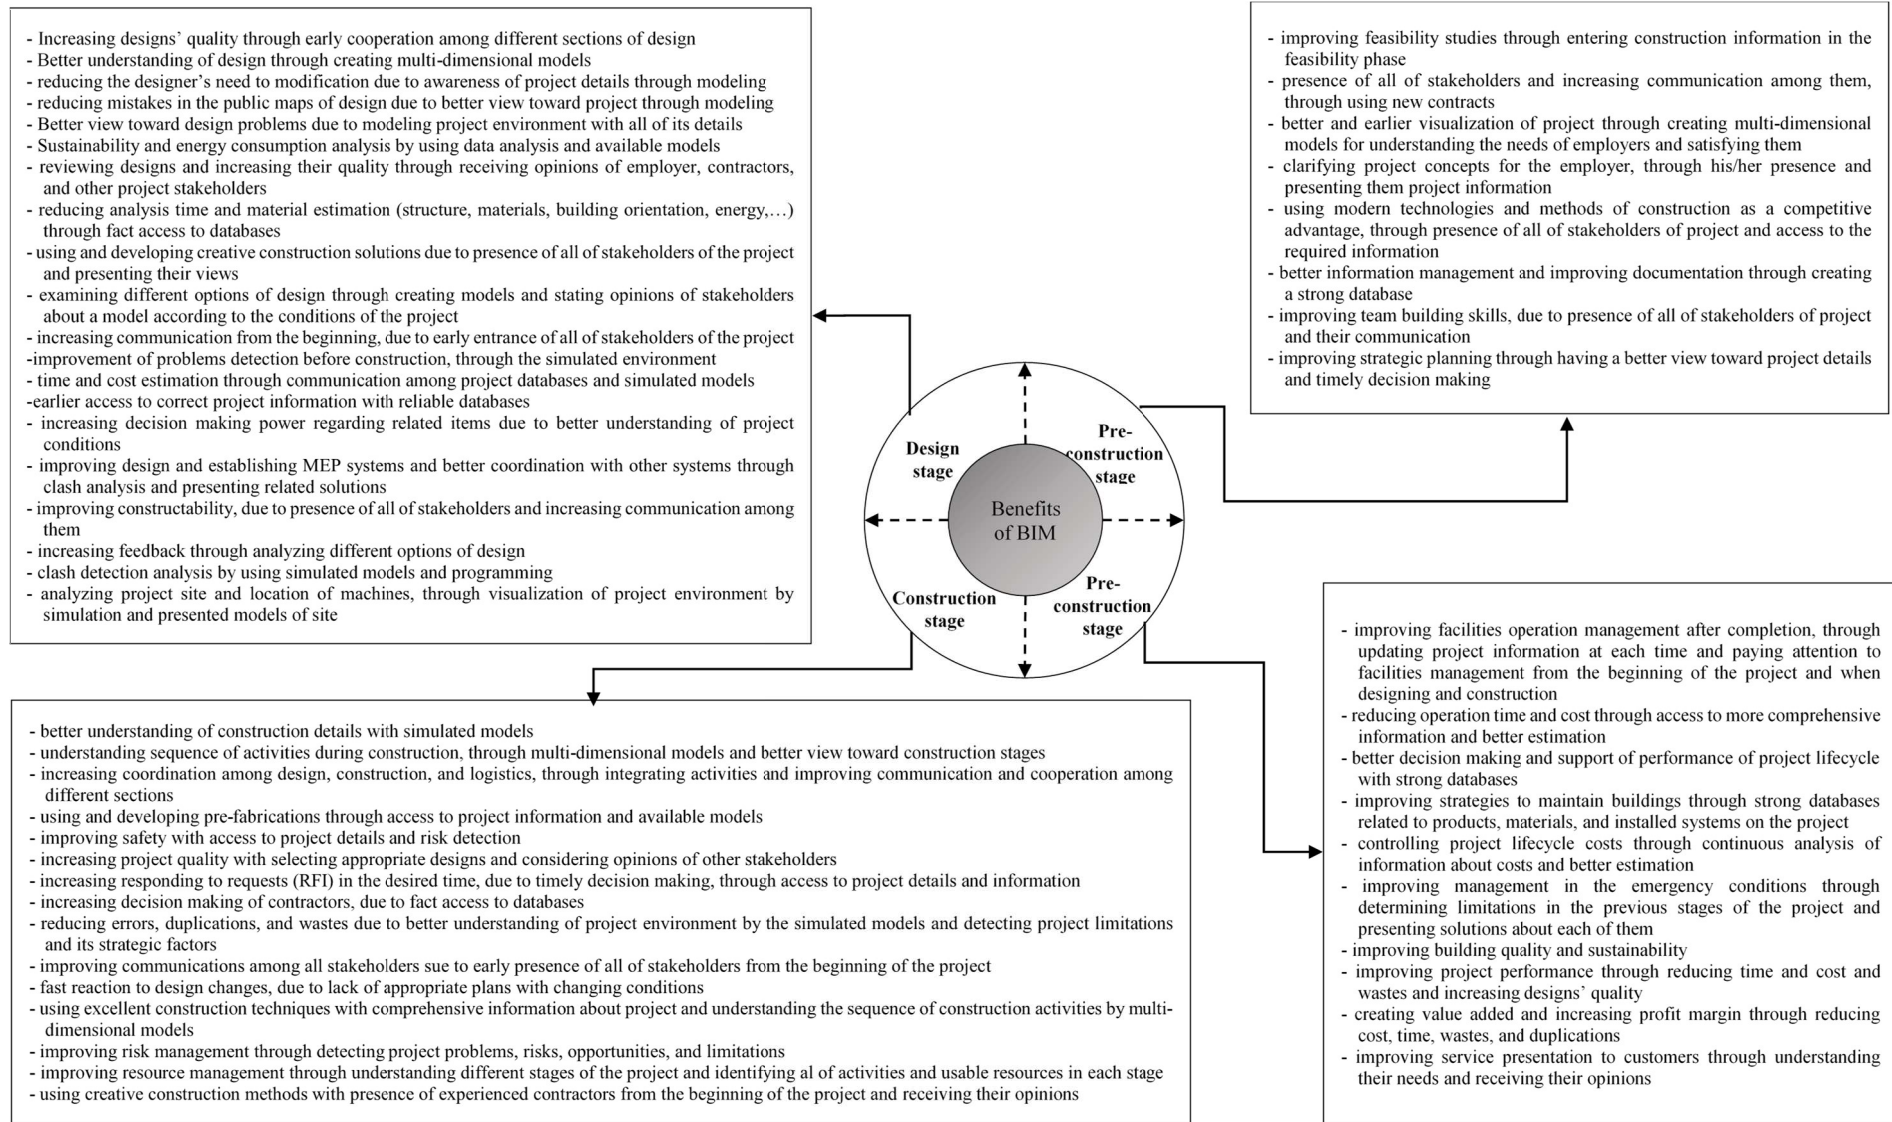 - Increasing designs' quality through early cooperation among different sections of design
- Better understanding of design through creating multi-dimensional models
- reducing the designer's need to modification due to awareness of project details through modeling
- reducing mistakes in the public maps of design due to better view toward project through modeling
- Better view toward design problems due to modeling project environment with all of its details
- Sustainability and energy consumption analysis by using data analysis and available models
- reviewing designs and increasing their quality through receiving opinions of employer, contractors,
and other project stakeholders
- reducing analysis time and material estimation (structure, materials, building orientation, energy,…)
through fact access to databases
- using and developing creative construction solutions due to presence of all of stakeholders of the project
and presenting their views
- examining different options of design through creating models and stating opinions of stakeholders
about a model according to the conditions of the project
- increasing communication from the beginning, due to early entrance of all of stakeholders of the project
-improvement of problems detection before construction, through the simulated environment
- time and cost estimation through communication among project databases and simulated models
-earlier access to correct project information with reliable databases
- increasing decision making power regarding related items due to better understanding of project
conditions
- improving design and establishing MEP systems and better coordination with other systems through
clash analysis and presenting related solutions
- improving constructability, due to presence of all of stakeholders and increasing communication among
them
- increasing feedback through analyzing different options of design
- clash detection analysis by using simulated models and programming
- analyzing project site and location of machines, through visualization of project environment by
simulation and presented models of site
- improving feasibility studies through entering construction information in the
feasibility phase
- presence of all of stakeholders and increasing communication among them,
through using new contracts
- better and earlier visualization of project through creating multi-dimensional
models for understanding the needs of employers and satisfying them
- clarifying project concepts for the employer, through his/her presence and
presenting them project information
- using modern technologies and methods of construction as a competitive
advantage, through presence of all of stakeholders of project and access to the
required information
- better information management and improving documentation through creating
a strong database
- improving team building skills, due to presence of all of stakeholders of project
and their communication
- improving strategic planning through having a better view toward project details
and timely decision making
Design
stage
Pre-
construction
stage
Benefits
of BIM
Construction
stage
Pre-
construction
stage
- better understanding of construction details with simulated models
- understanding sequence of activities during construction, through multi-dimensional models and better view toward construction stages
- increasing coordination among design, construction, and logistics, through integrating activities and improving communication and cooperation among
different sections
- using and developing pre-fabrications through access to project information and available models
- improving safety with access to project details and risk detection
- increasing project quality with selecting appropriate designs and considering opinions of other stakeholders
- increasing responding to requests (RFI) in the desired time, due to timely decision making, through access to project details and information
- increasing decision making of contractors, due to fact access to databases
- reducing errors, duplications, and wastes due to better understanding of project environment by the simulated models and detecting project limitations
and its strategic factors
- improving communications among all stakeholders sue to early presence of all of stakeholders from the beginning of the project
- fast reaction to design changes, due to lack of appropriate plans with changing conditions
- using excellent construction techniques with comprehensive information about project and understanding the sequence of construction activities by multi-
dimensional models
- improving risk management through detecting project problems, risks, opportunities, and limitations
- improving resource management through understanding different stages of the project and identifying al of activities and usable resources in each stage
- using creative construction methods with presence of experienced contractors from the beginning of the project and receiving their opinions
- improving facilities operation management after completion, through
updating project information at each time and paying attention to
facilities management from the beginning of the project and when
designing and construction
- reducing operation time and cost through access to more comprehensive
information and better estimation
- better decision making and support of performance of project lifecycle
with strong databases
- improving strategies to maintain buildings through strong databases
related to products, materials, and installed systems on the project
- controlling project lifecycle costs through continuous analysis of
information about costs and better estimation
- improving management in the emergency conditions through
determining limitations in the previous stages of the project and
presenting solutions about each of them
- improving building quality and sustainability
- improving project performance through reducing time and cost and
wastes and increasing designs' quality
- creating value added and increasing profit margin through reducing
cost, time, wastes, and duplications
- improving service presentation to customers through understanding
their needs and receiving their opinions